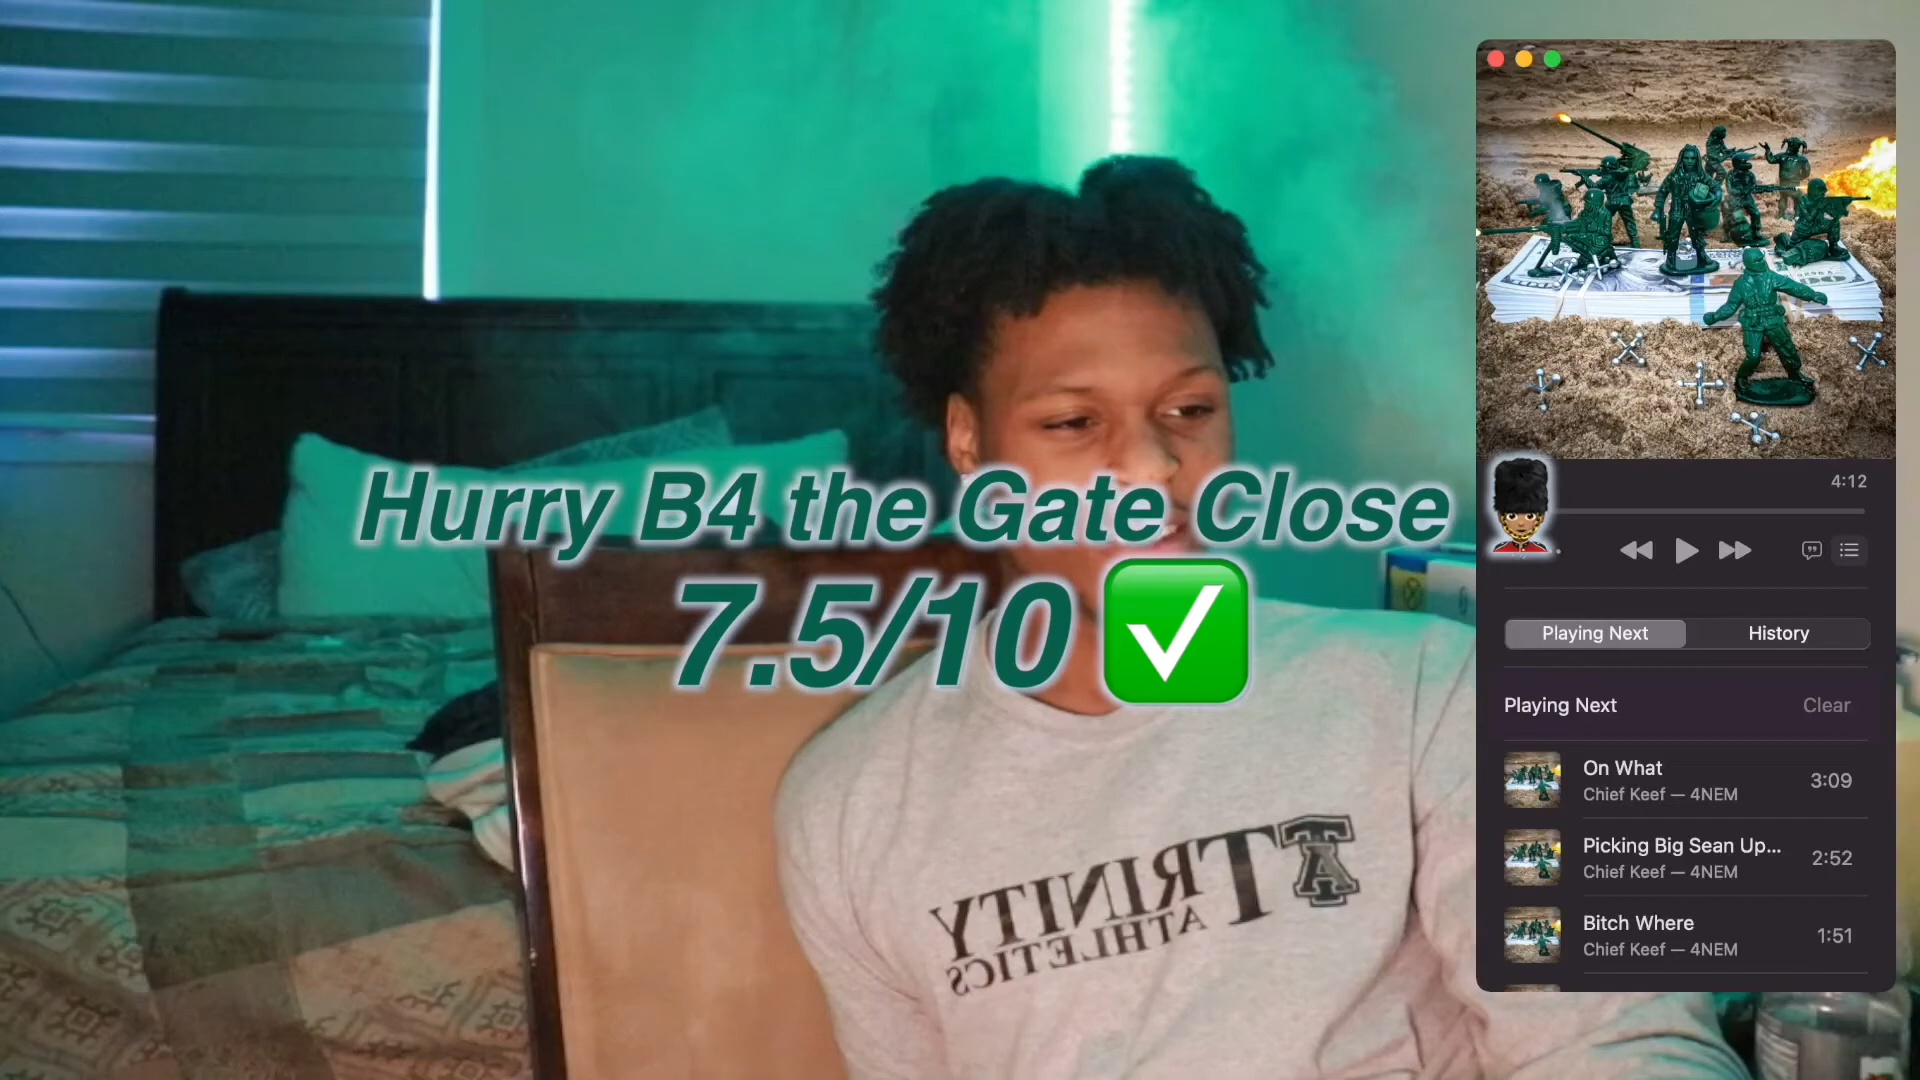 Hurry B4 the Gate Close
7.5/10
TRINITY
ATHLETICS
4:12
Playing Next
History
Playing Next
Clear
On What
Chief Keef — 4NEM
3:09
Picking Big Sean Up...
Chief Keef — 4NEM
2:52
Bitch Where
Chief Keef — 4NEM
1:51